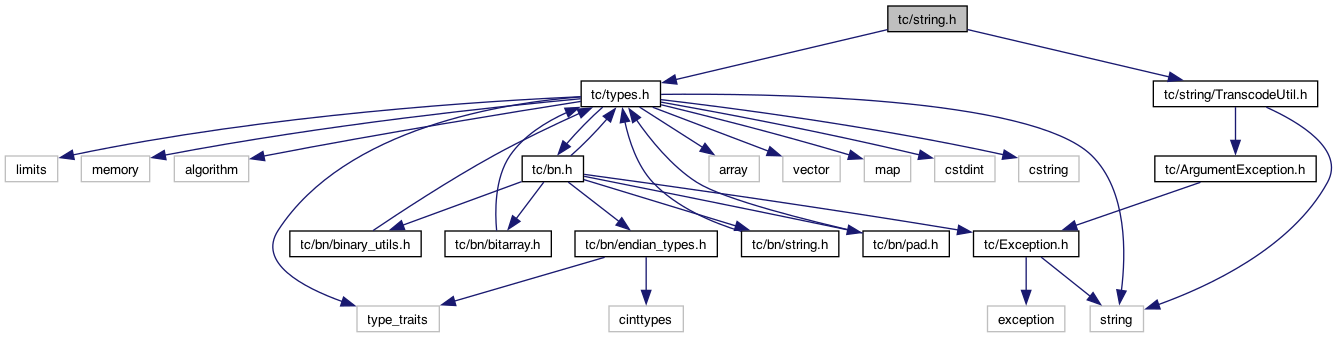 tc/string.h
tc/types.h
tc/string/TranscodeUtil.h
limits
memory
algorithm
tc/bn.h
array
vector
map
cstdint
cstring
tc/ArgumentException.h
tc/bn/binary_utils.h
tc/bn/bitarray.h
tc/bn/endian_types.h
tc/bn/string.h
tc/bn/pad.h
tc/Exception.h
type_traits
cinttypes
exception
string